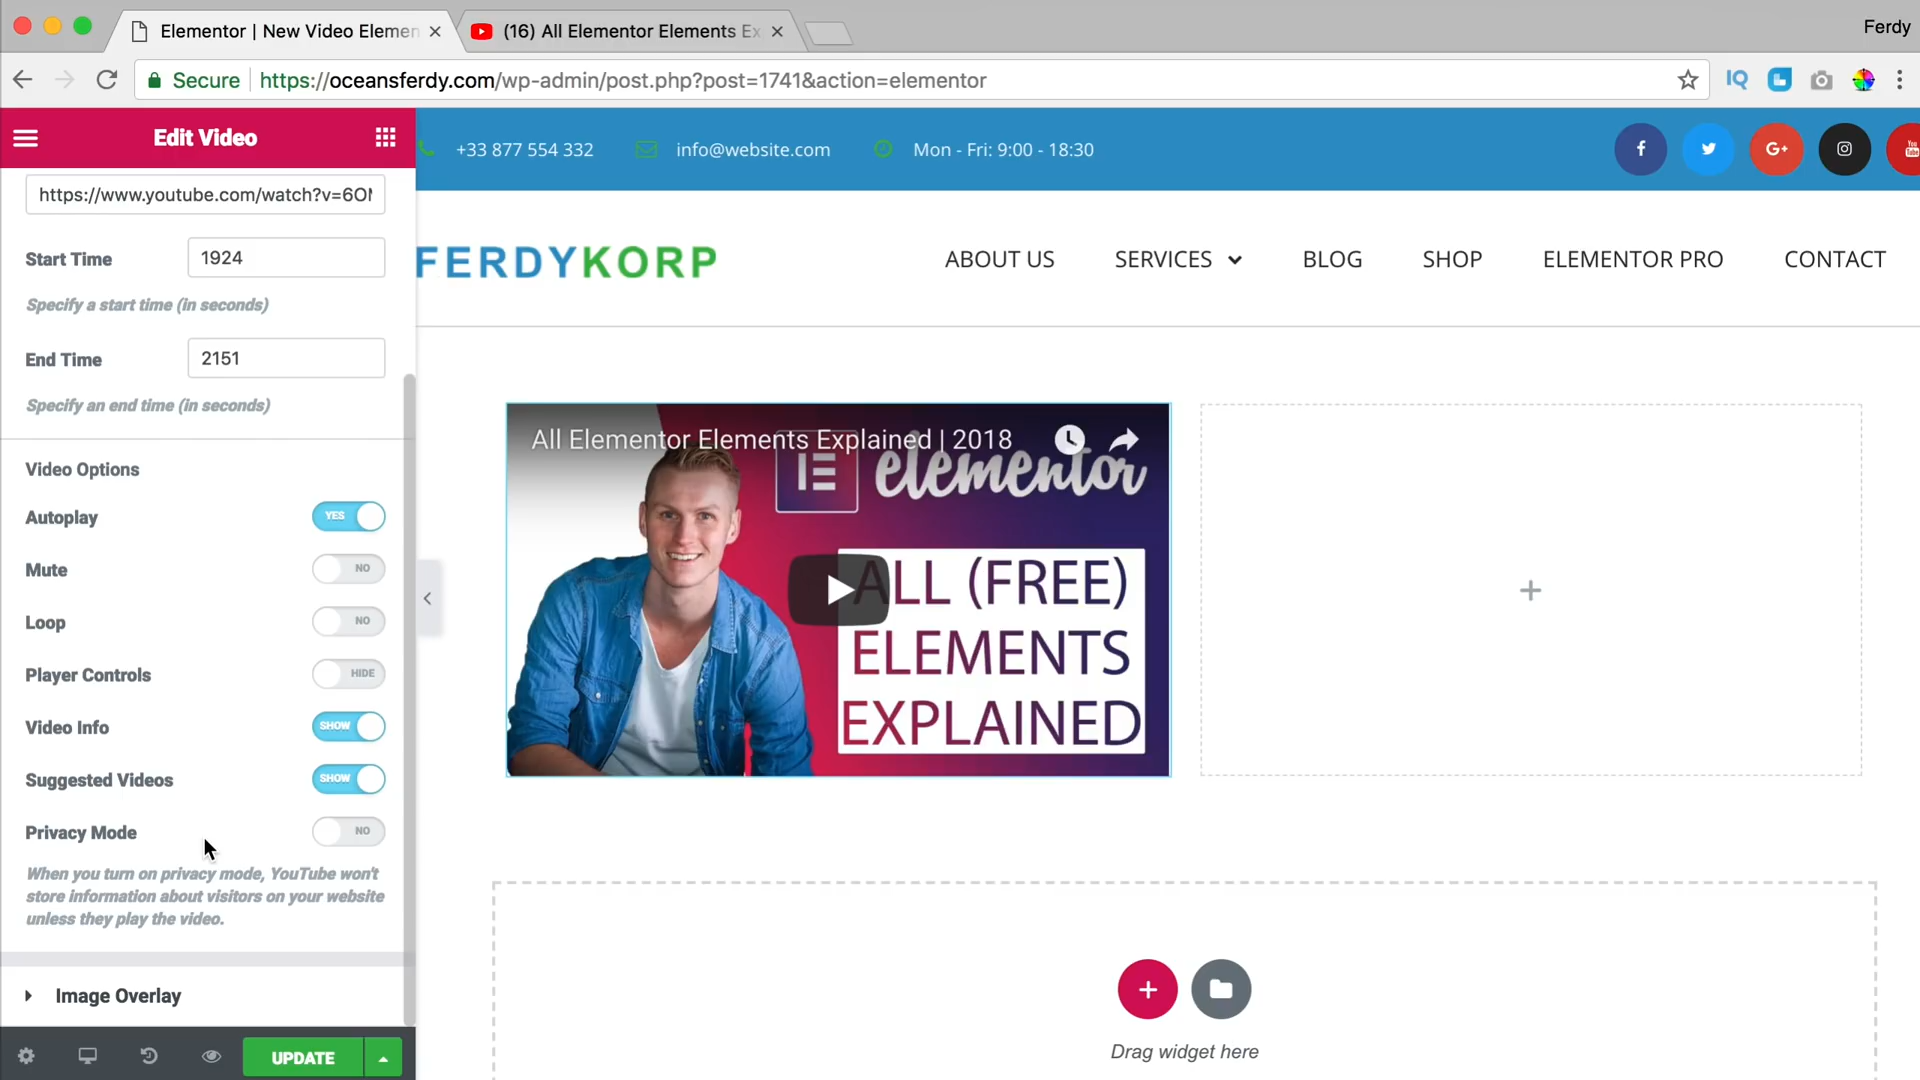 Elementor | New Video Elemen
(16) All Elementor Elements Ex
Ferdy
Secure https://oceansferdy.com/wp-admin/post.php?post=1741&action=elementor
IQ
Edit Video
https://www.youtube.com/watch?v=6O
Start Time 1924
Specify a start time (in seconds)
End Time 2151
Specify an end time (in seconds)
Video Options
Autoplay YES
Mute NO
Loop NO
Player Controls HIDE
Video Info SHOW
Suggested Videos SHOW
Privacy Mode NO
When you turn on privacy mode, YouTube won't
store information about visitors on your website
unless they play the video.
Image Overlay
UPDATE
+33 877 554 332 info@website.com Mon - Fri: 9:00 - 18:30
You
FERDYKORP
ABOUT US SERVICES BLOG SHOP ELEMENTOR PRO CONTACT
All Elementor Elements Explained | 2018
elementor
ALL (FREE)
ELEMENTS
EXPLAINED
Drag widget here